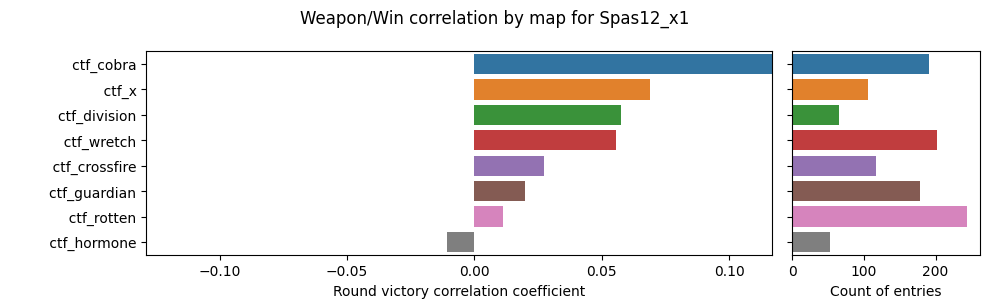 Weapon/Win correlation by map for Spas12_x1
ctf_cobra
ctf_x
ctf_division
ctf_wretch
ctf_crossfire
ctf_guardian
ctf_rotten
ctf_hormone
−0.10 −0.05 0.00 0.05 0.10
0 100 200
Round victory correlation coefficient
Count of entries